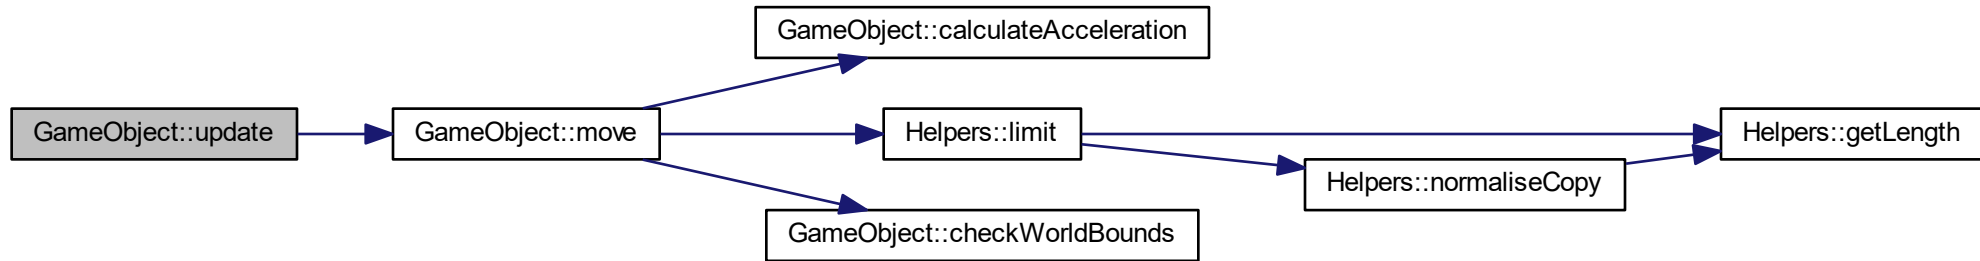 GameObject::calculateAcceleration
GameObject::update
GameObject::move
Helpers::limit
Helpers::getLength
Helpers::normaliseCopy
GameObject::checkWorldBounds